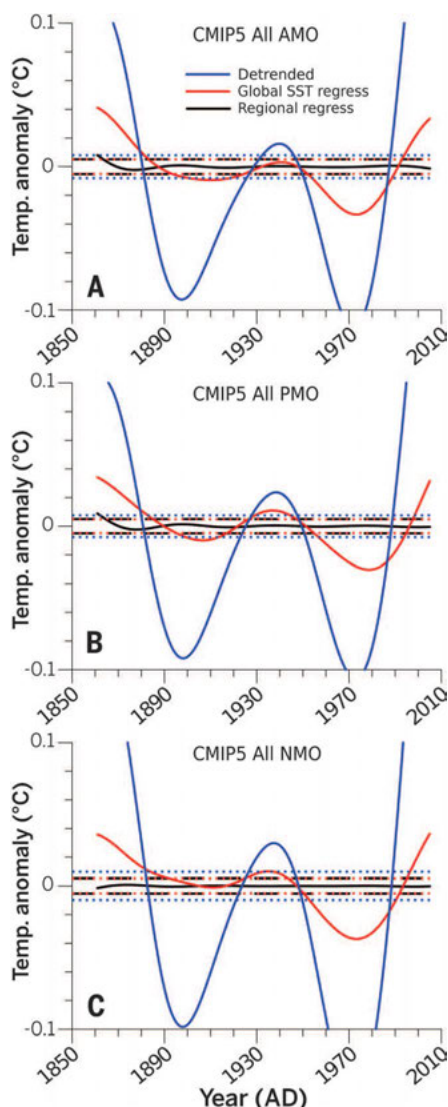 CMIP5 All AMO
Detrended
Global SST regress
Regional regress
0.1
0
-0.1
Temp. anomaly (°C)
A
1850
1890
1930
1970
2010
CMIP5 All PMO
0.1
0
-0.1
Temp. anomaly (°C)
B
1850
1890
1930
1970
2010
CMIP5 All NMO
0.1
0
-0.1
Temp. anomaly (°C)
C
1850
1890
1930
1970
2010
Year (AD)